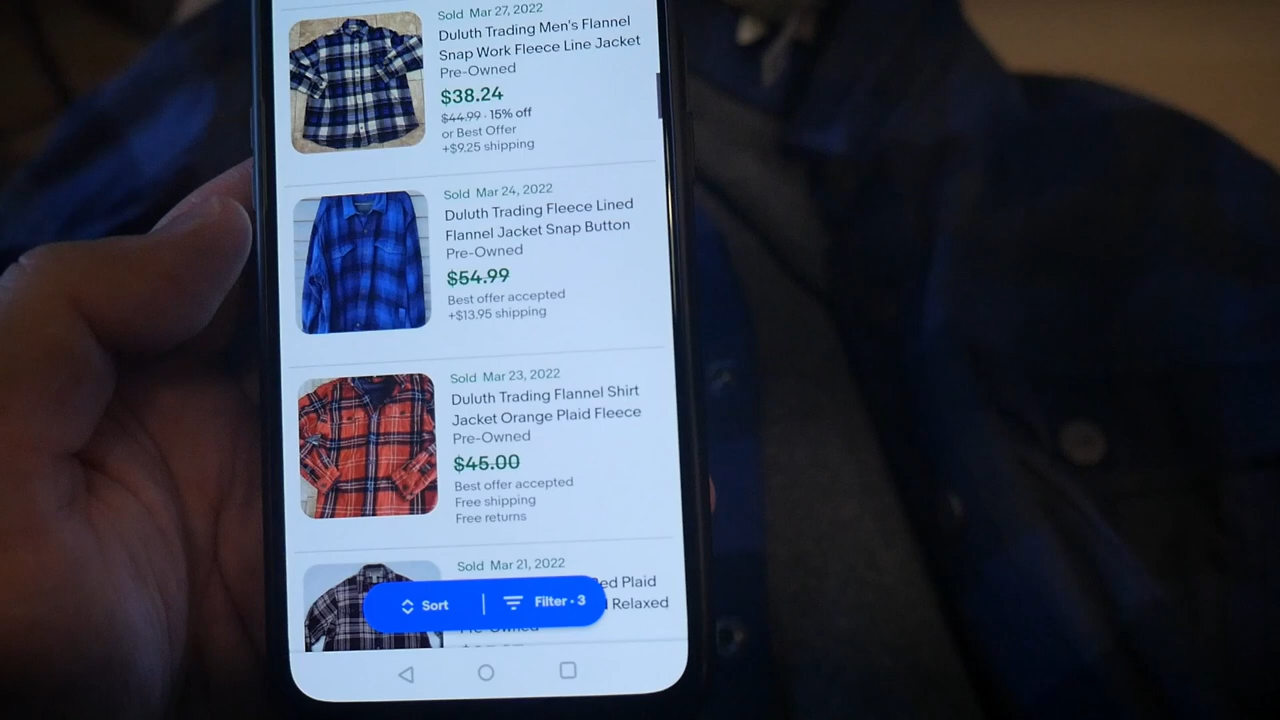 Sold Mar 27, 2022
Duluth Trading Men's Flannel
Snap Work Fleece Line Jacket
Pre-Owned
$38.24
$44.99 · 15% off
or Best Offer
+$9.25 shipping
Sold Mar 24, 2022
Duluth Trading Fleece Lined
Flannel Jacket Snap Button
Pre-Owned
$54.99
Best offer accepted
+$13.95 shipping
Sold Mar 23, 2022
Duluth Trading Flannel Shirt
Jacket Orange Plaid Fleece
Pre-Owned
$45.00
Best offer accepted
Free shipping
Free returns
Sold Mar 21, 2022
Plaid
Relaxed
Sort
Filter · 3
Pre-Owned